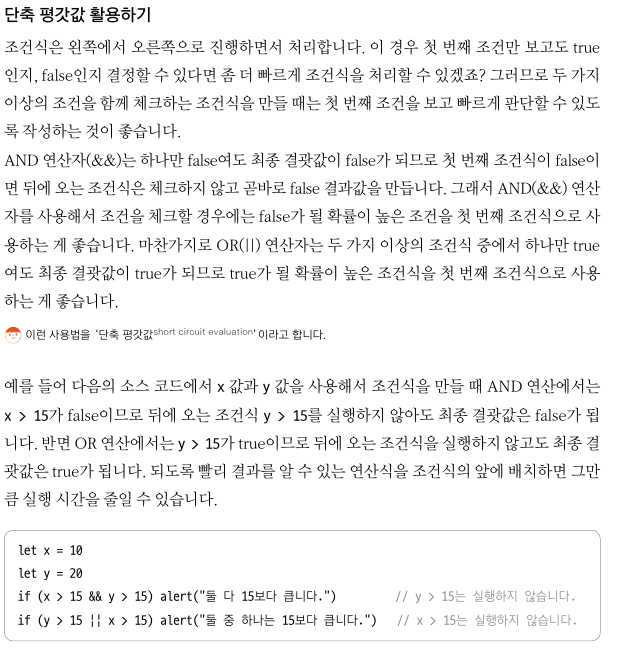 단축 평갓값 활용하기
조건식은 왼쪽에서 오른쪽으로 진행하면서 처리합니다. 이 경우 첫 번째 조건만 보고도 true
인지, false인지 결정할 수 있다면 좀 더 빠르게 조건식을 처리할 수 있겠죠? 그러므로 두 가지
이상의 조건을 함께 체크하는 조건식을 만들 때는 첫 번째 조건을 보고 빠르게 판단할 수 있도
록 작성하는 것이 좋습니다.
AND 연산자(&&)는 하나만 false여도 최종 결괏값이 false가 되므로 첫 번째 조건식이 false이
면 뒤에 오는 조건식은 체크하지 않고 곧바로 false 결과값을 만듭니다. 그래서 AND(&&) 연산
자를 사용해서 조건을 체크할 경우에는 false가 될 확률이 높은 조건을 첫 번째 조건식으로 사
용하는 게 좋습니다. 마찬가지로 OR(||) 연산자는 두 가지 이상의 조건식 중에서 하나만 true
여도 최종 결괏값이 true가 되므로 true가 될 확률이 높은 조건식을 첫 번째 조건식으로 사용
하는 게 좋습니다.
이런 사용법을 '단축 평갓값short circuit evaluation'이라고 합니다.
예를 들어 다음의 소스 코드에서 x 값과 y 값을 사용해서 조건식을 만들 때 AND 연산에서는
x > 15가 false이므로 뒤에 오는 조건식 y > 15를 실행하지 않아도 최종 결괏값은 false가 됩
니다. 반면 OR 연산에서는 y > 15가 true이므로 뒤에 오는 조건식을 실행하지 않고도 최종 결
괏값은 true가 됩니다. 되도록 빨리 결과를 알 수 있는 연산식을 조건식의 앞에 배치하면 그만
큼 실행 시간을 줄일 수 있습니다.
let x = 10
let y = 20
if (x > 15 && y > 15) alert("둘 다 15보다 큽니다.") // y > 15는 실행하지 않습니다.
if (y > 15 || x > 15) alert("둘 중 하나는 15보다 큽니다.") // x > 15는 실행하지 않습니다.